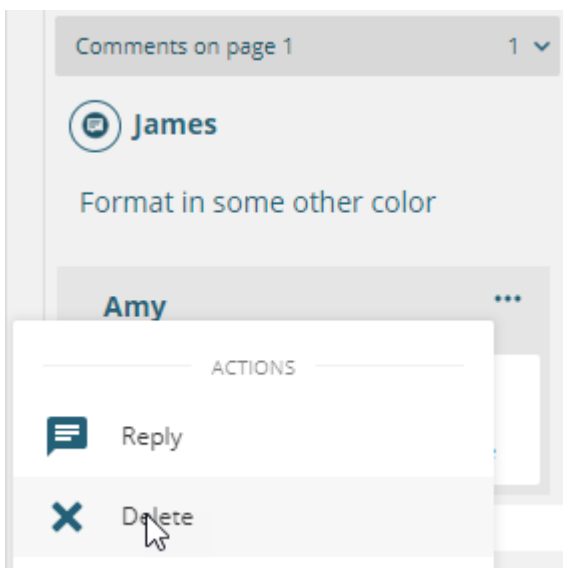 Comments on page 1 1
James
Format in some other color
Amy
ACTIONS
Reply
Delete